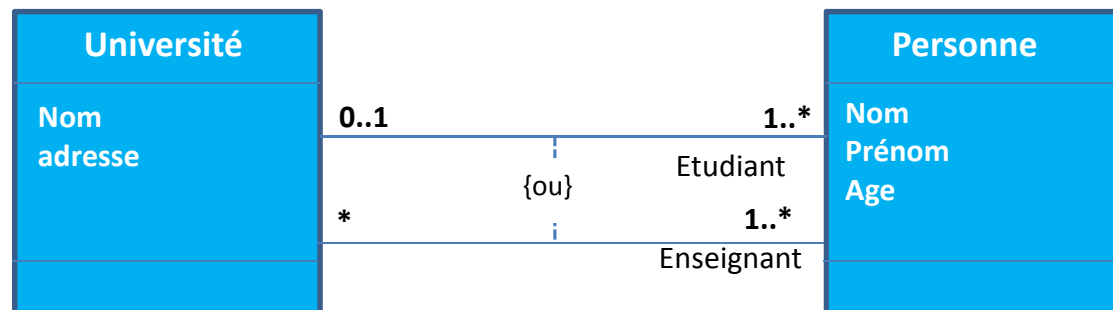 Université
Nom
adresse
0..1
1..*
Etudiant
{ou}
*
1..*
Enseignant
Personne
Nom
Prénom
Age